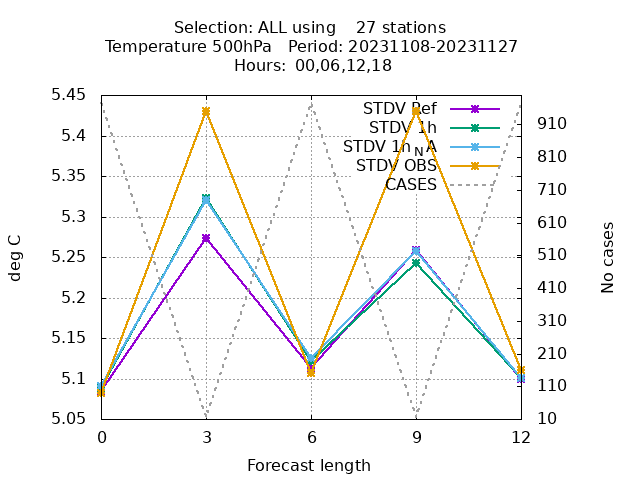 Selection: ALL using    27 stations
Temperature 500hPa   Period: 20231108-20231127
Hours: 00,06,12,18
STDV Ref
STDV 1h
STDV 1h_NA
STDV OBS
CASES
deg C
5.45
5.4
5.35
5.3
5.25
5.2
5.15
5.1
5.05
910
810
710
610
510
410
310
210
110
10
No cases
0 3 6 9 12
Forecast length